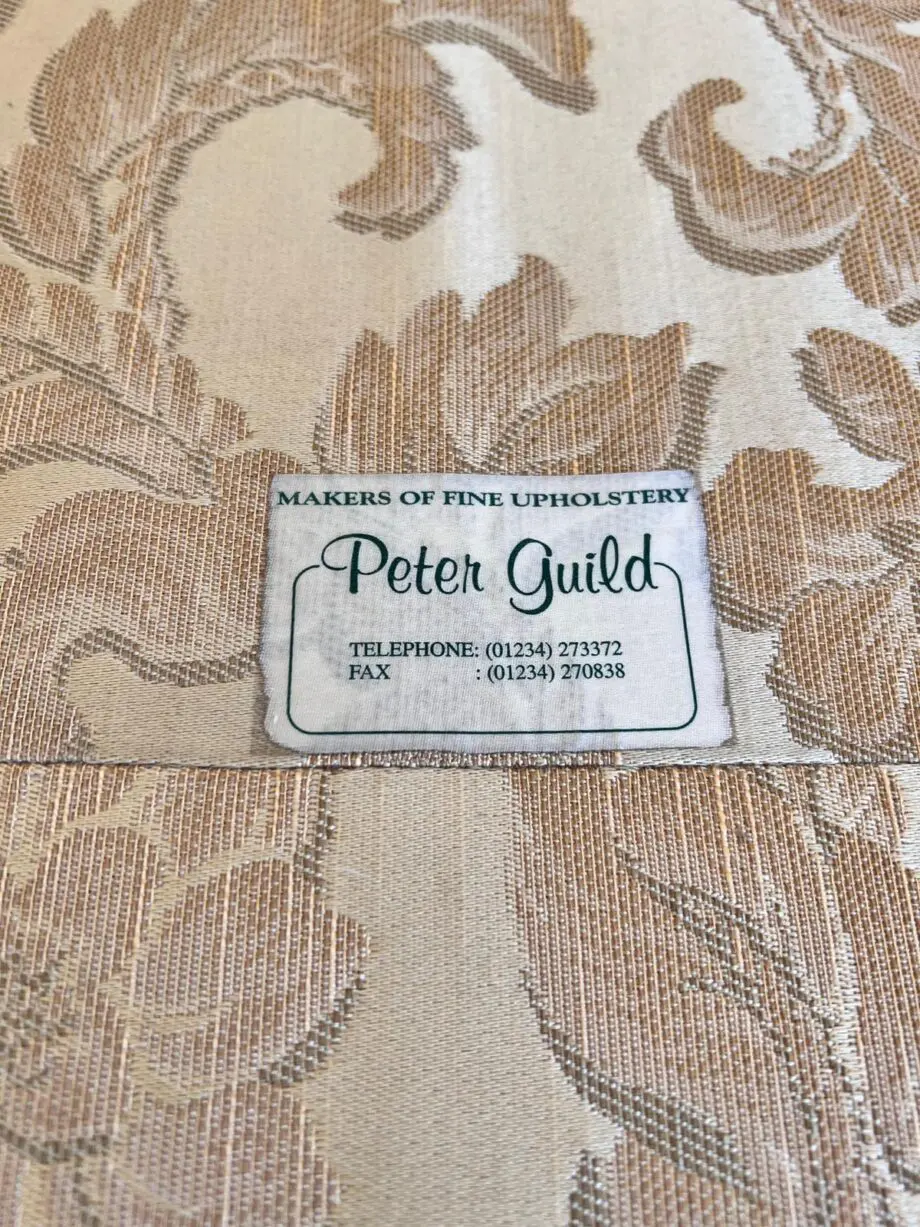 MAKERS OF FINE UPHOLSTERY
Peter Guild
TELEPHONE: (01234) 273372
FAX : (01234) 270838